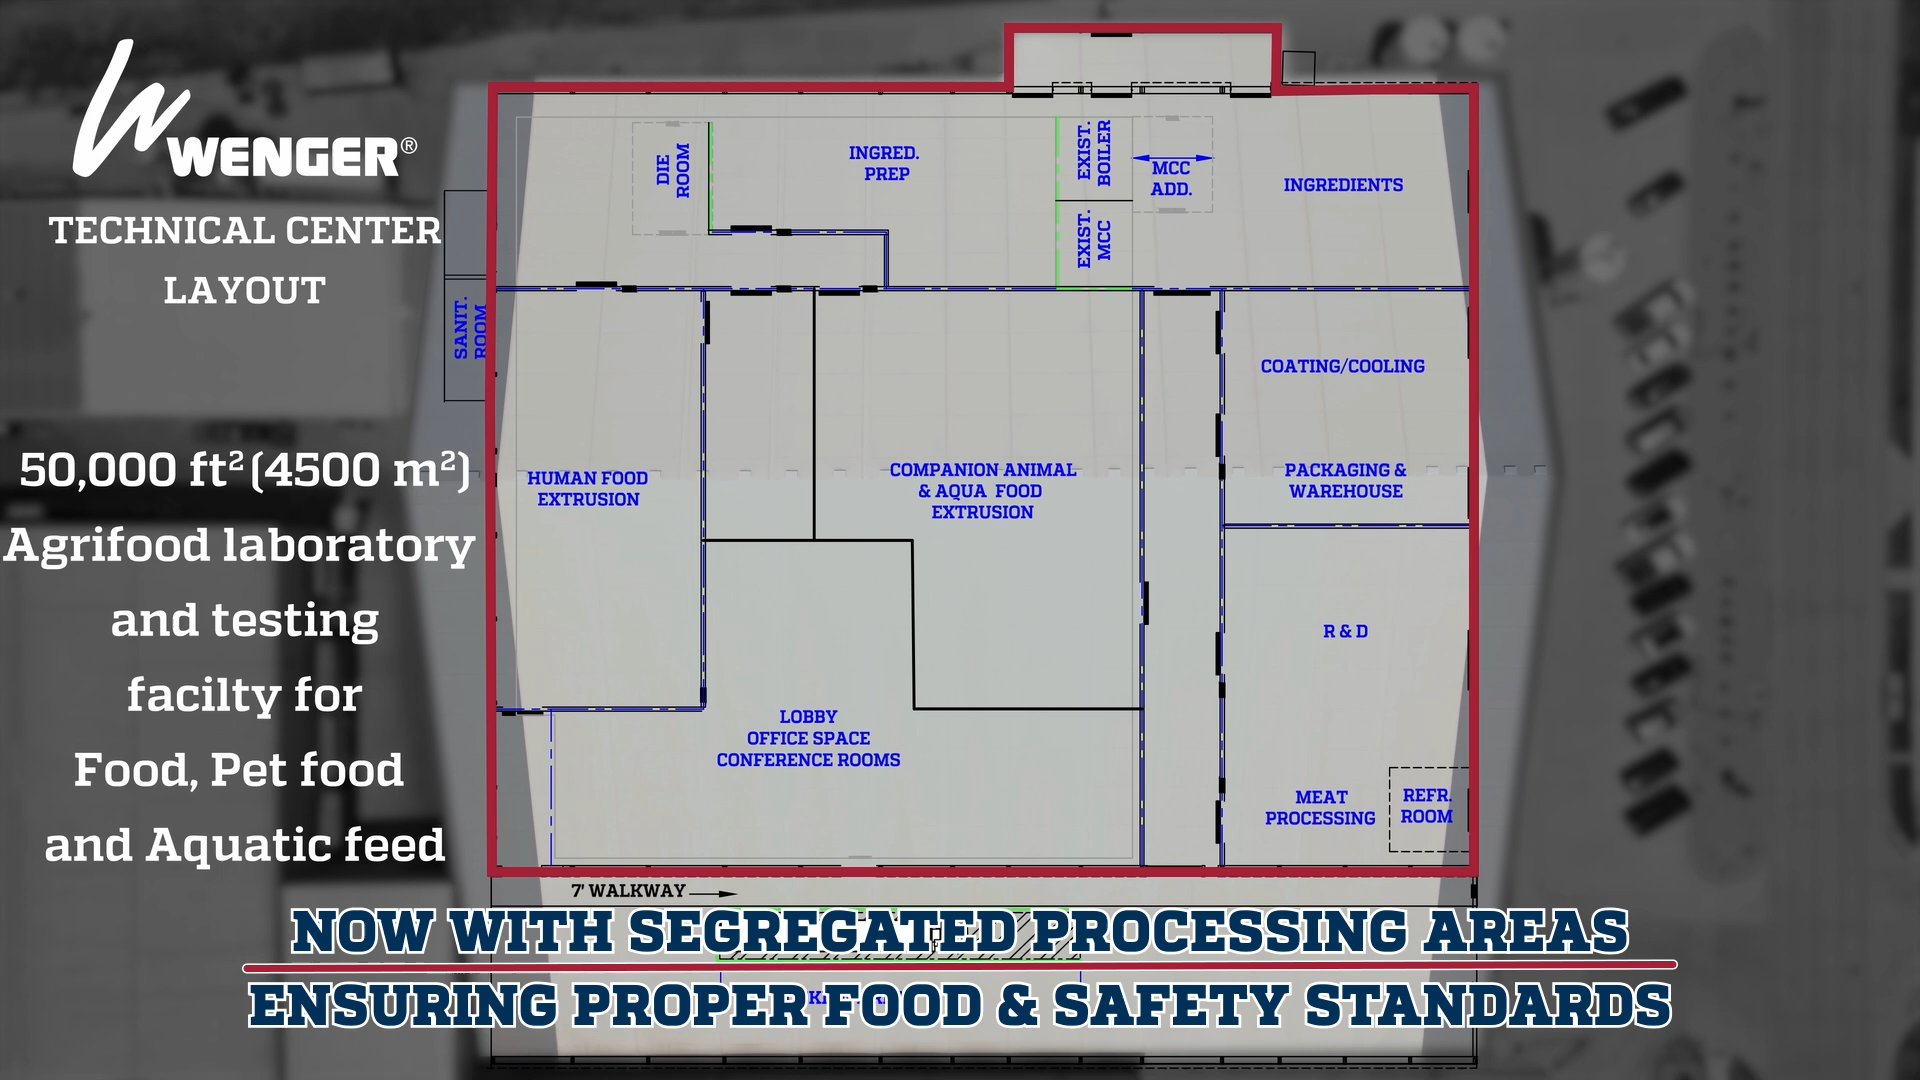 WENGER®
TECHNICAL CENTER
LAYOUT
50,000 ft² (4500 m²)
Agrifood laboratory
and testing
facilty for
Food, Pet food
and Aquatic feed
SANIT.
ROOM
DIE
ROOM
INGRED.
PREP
EXIST.
BOILER
EXIST.
MCC
MCC
ADD.
INGREDIENTS
COATING/COOLING
HUMAN FOOD
EXTRUSION
COMPANION ANIMAL
& AQUA FOOD
EXTRUSION
PACKAGING &
WAREHOUSE
R & D
LOBBY
OFFICE SPACE
CONFERENCE ROOMS
MEAT
PROCESSING
REFR.
ROOM
7' WALKWAY
NOW WITH SEGREGATED PROCESSING AREAS
ENSURING PROPER FOOD & SAFETY STANDARDS